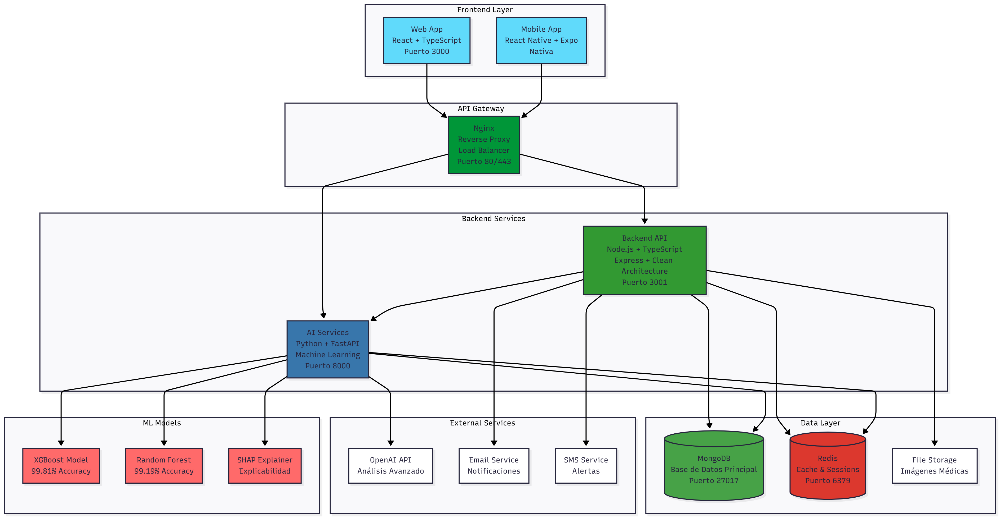 Frontend Layer
Web App
React + TypeScript
Puerto 3000
Mobile App
React Native + Expo
Nativa
API Gateway
Nginx
Reverse Proxy
Load Balancer
Puerto 80/443
Backend Services
Backend API
Node.js + TypeScript
Express + Clean
Architecture
Puerto 3001
AI Services
Python + FastAPI
Machine Learning
Puerto 8000
ML Models
XGBoost Model
99.81% Accuracy
Random Forest
99.19% Accuracy
SHAP Explainer
Explicabilidad
External Services
OpenAI API
Análisis Avanzado
Email Service
Notificaciones
SMS Service
Alertas
Data Layer
MongoDB
Base de Datos Principal
Puerto 27017
Redis
Cache & Sessions
Puerto 6379
File Storage
Imágenes Médicas